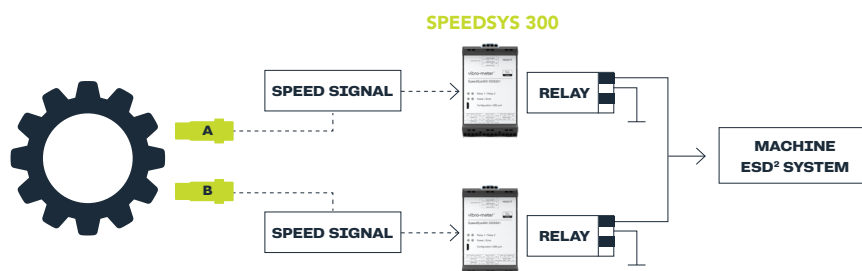 SPEEDSYS 300
SPEED SIGNAL
vibro-meter
RELAY
A
MACHINE
ESD² SYSTEM
B
SPEED SIGNAL
vibro-meter
RELAY